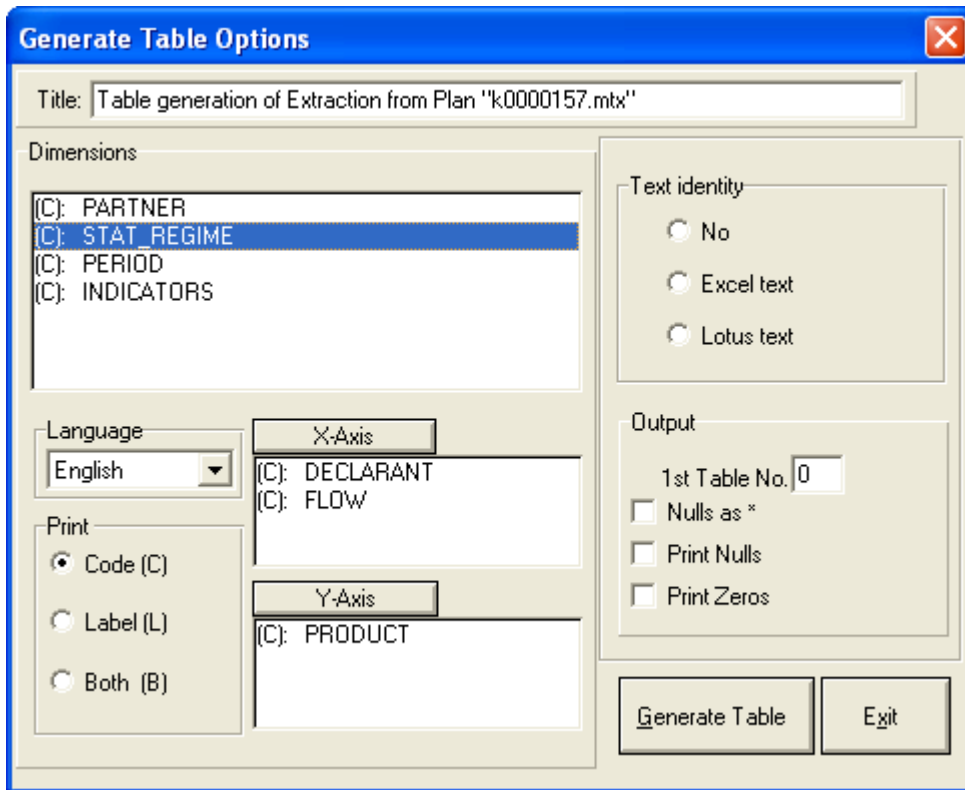 Generate Table Options
Title: Table generation of Extraction from Plan "k0000157.mtx"
Dimensions
(C): PARTNER
(C): STAT_REGIME
(C): PERIOD
(C): INDICATORS
Text identity
No
Excel text
Lotus text
Language
English
Print
Code (C)
Label (L)
Both (B)
X-Axis
(C): DECLARANT
(C): FLOW
Y-Axis
(C): PRODUCT
Output
1st Table No. 0
Nulls as *
Print Nulls
Print Zeros
Generate Table
Exit